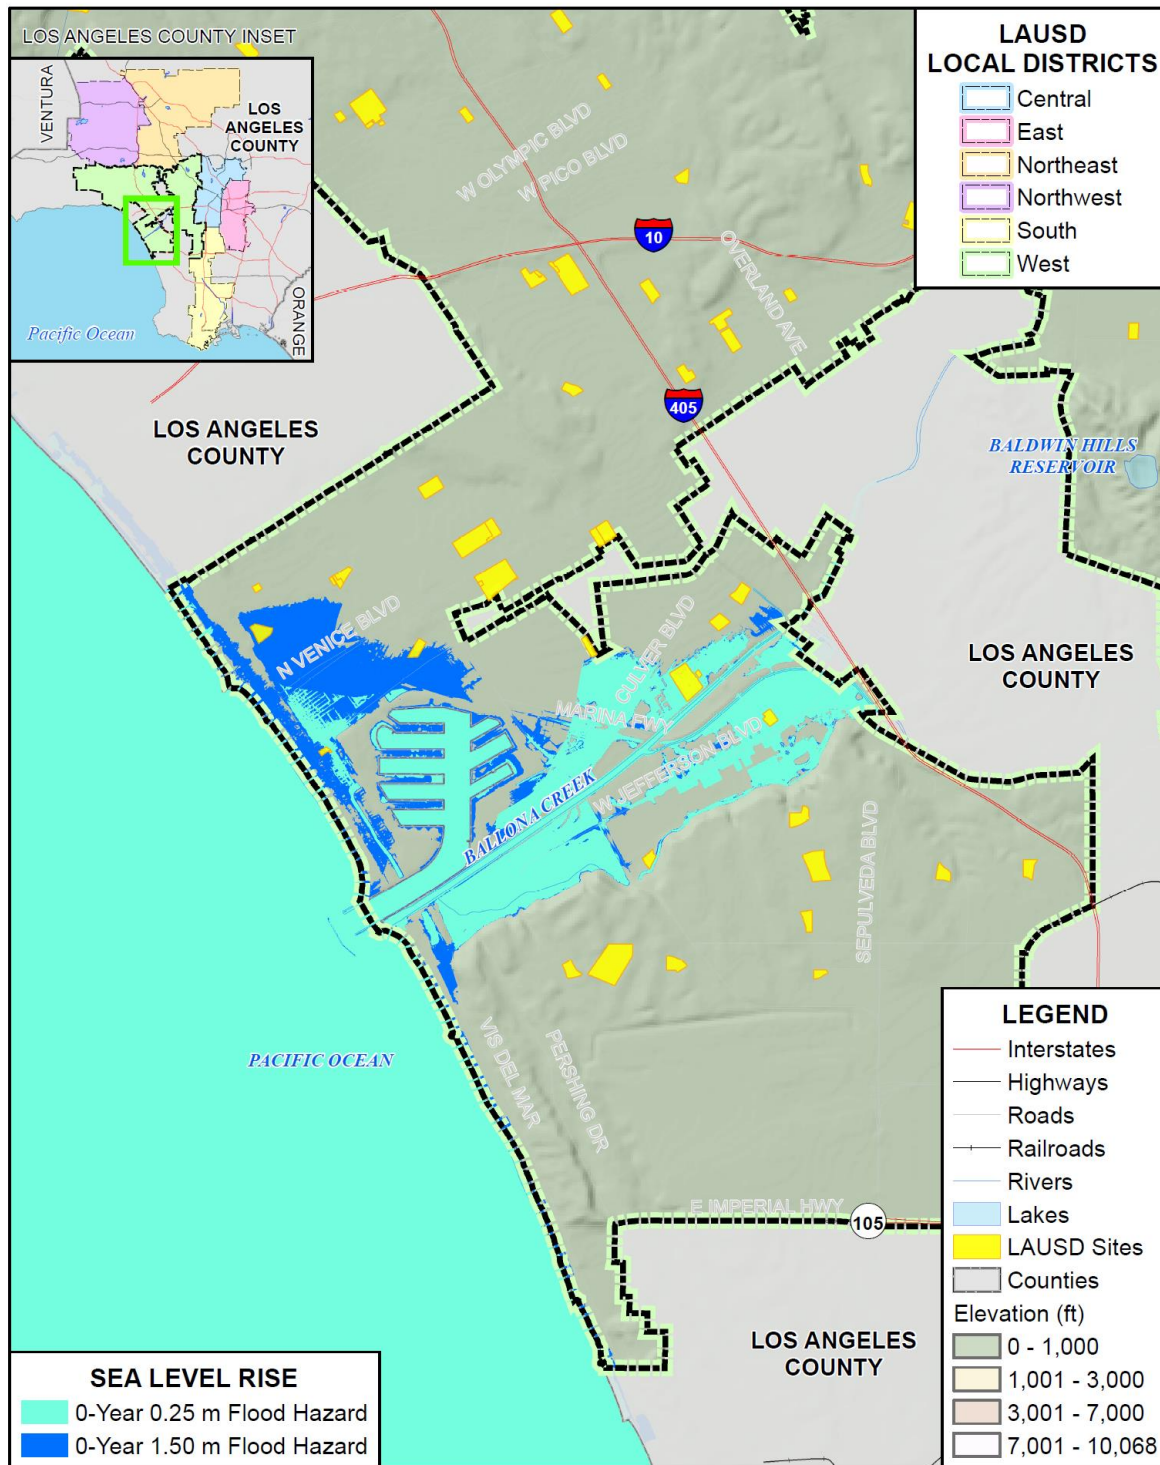 LOS ANGELES COUNTY INSET
VENTURA
LOS
ANGELES
COUNTY
ORANGE
Pacific Ocean
LAUSD
LOCAL DISTRICTS
Central
East
Northeast
Northwest
South
West
W OLYMPIC BLVD
W PICO BLVD
10
OVERLAND AVE
405
LOS ANGELES
COUNTY
BALDWIN HILLS
RESERVOIR
N VENICE BLVD
CULVER BLVD
MARINA FWY
W JEFFERSON BLVD
BALLONA CREEK
LOS ANGELES
COUNTY
SEPULVEDA BLVD
PACIFIC OCEAN
VIS DEL MAR
PERSHING DR
E IMPERIAL HWY
105
LOS ANGELES
COUNTY
LEGEND
Interstates
Highways
Roads
Railroads
Rivers
Lakes
LAUSD Sites
Counties
Elevation (ft)
0 - 1,000
1,001 - 3,000
3,001 - 7,000
7,001 - 10,068
SEA LEVEL RISE
0-Year 0.25 m Flood Hazard
0-Year 1.50 m Flood Hazard